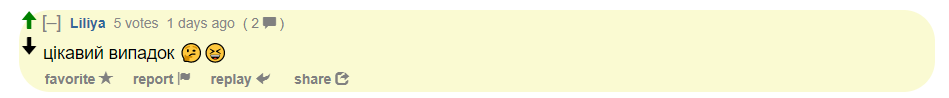 [–] Liliya 5 votes 1 days ago ( 2 )
цікавий випадок 🤔😆
favorite report replay share